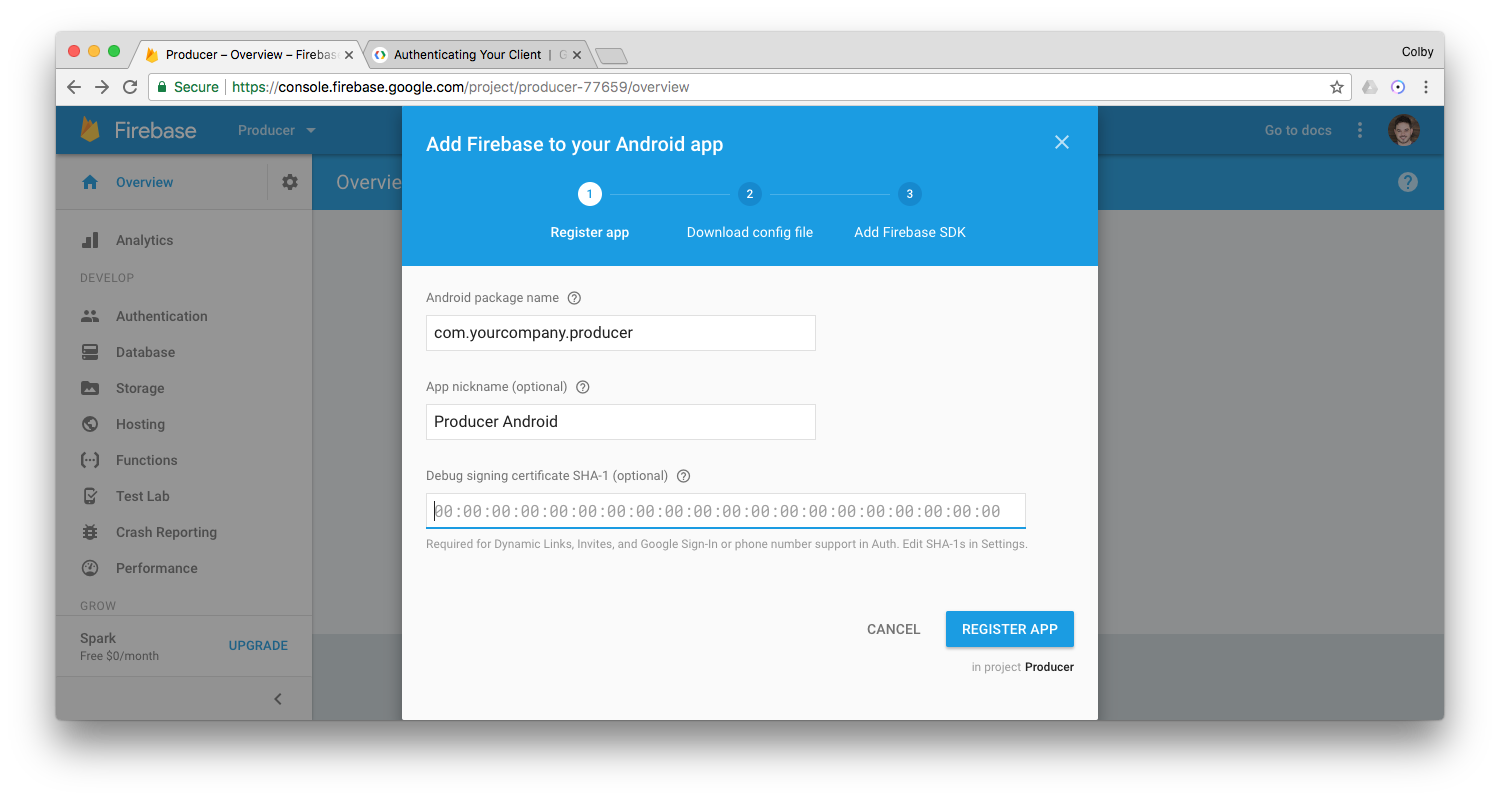 Producer – Overview – Firebas
Authenticating Your Client | G
Colby
Secure
https://console.firebase.google.com/project/producer-77659/overview
Firebase
Producer
Go to docs
Overview
Overvie
Analytics
DEVELOP
Authentication
Database
Storage
Hosting
Functions
Test Lab
Crash Reporting
Performance
GROW
Spark
Free $0/month
UPGRADE
Add Firebase to your Android app
1
2
3
Register app
Download config file
Add Firebase SDK
Android package name
com.yourcompany.producer
App nickname (optional)
Producer Android
Debug signing certificate SHA-1 (optional)
00:00:00:00:00:00:00:00:00:00:00:00:00:00:00:00:00:00:00:00
Required for Dynamic Links, Invites, and Google Sign-In or phone number support in Auth. Edit SHA-1s in Settings.
CANCEL
REGISTER APP
in project Producer